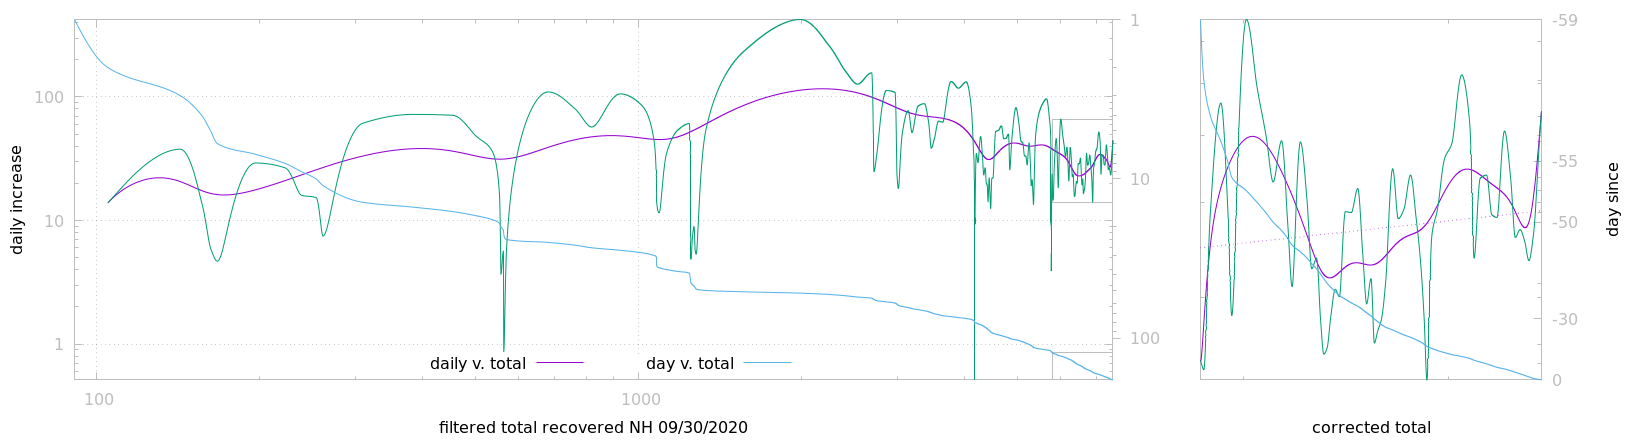 1
-59
100
daily increase
-55
day since
10
10
-50
-30
1
100
daily v. total
day v. total
0
100
1000
filtered total recovered NH 09/30/2020
corrected total